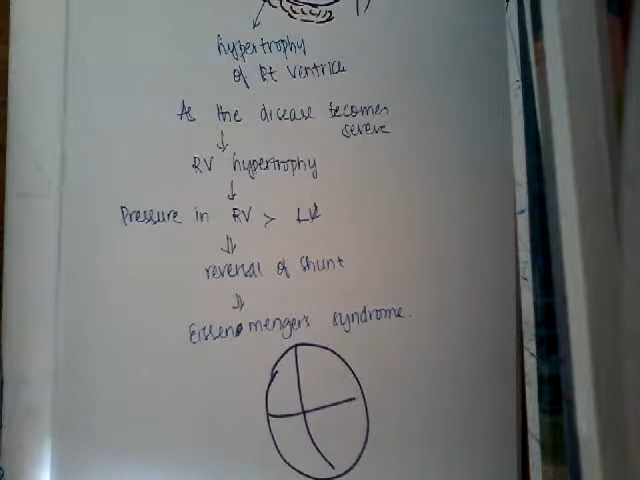 hypertrophy
of Rt ventricle
As the disease becomes
severe
RV hypertrophy
Pressure in RV > LV
reversal of shunt
Eissenmengers syndrome.